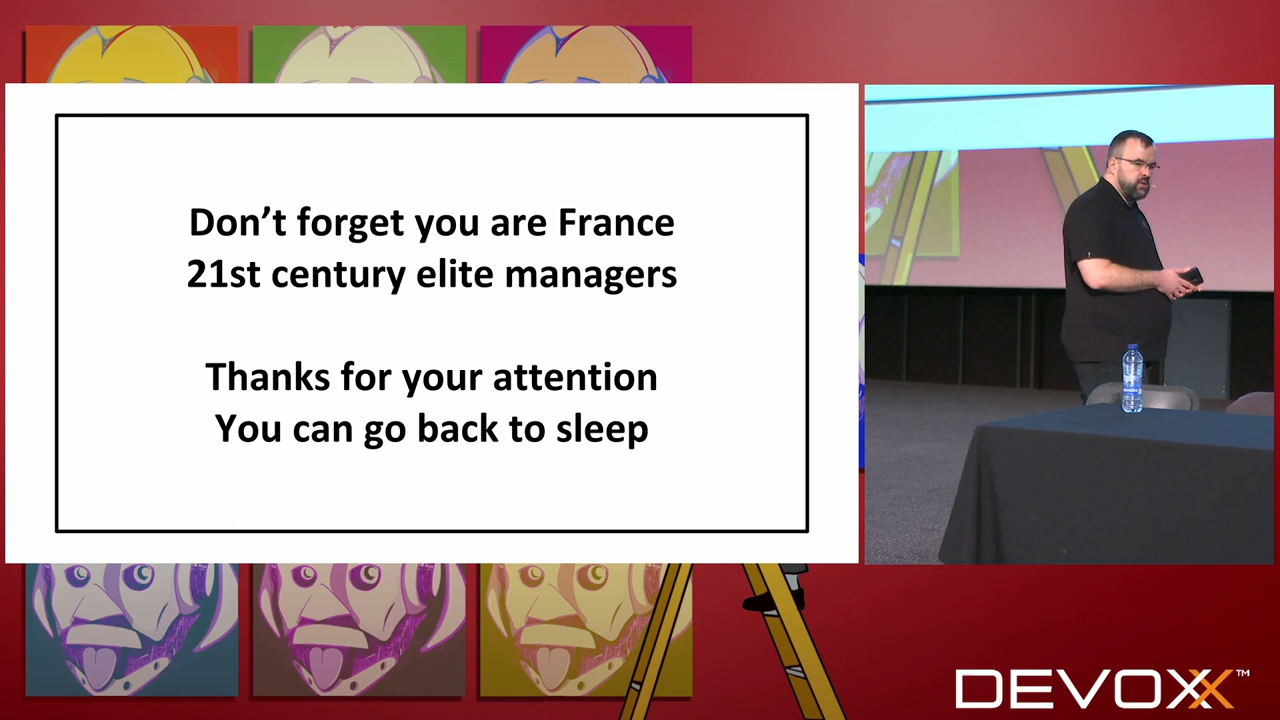 Don’t forget you are France
21st century elite managers
Thanks for your attention
You can go back to sleep
DEVOXX™